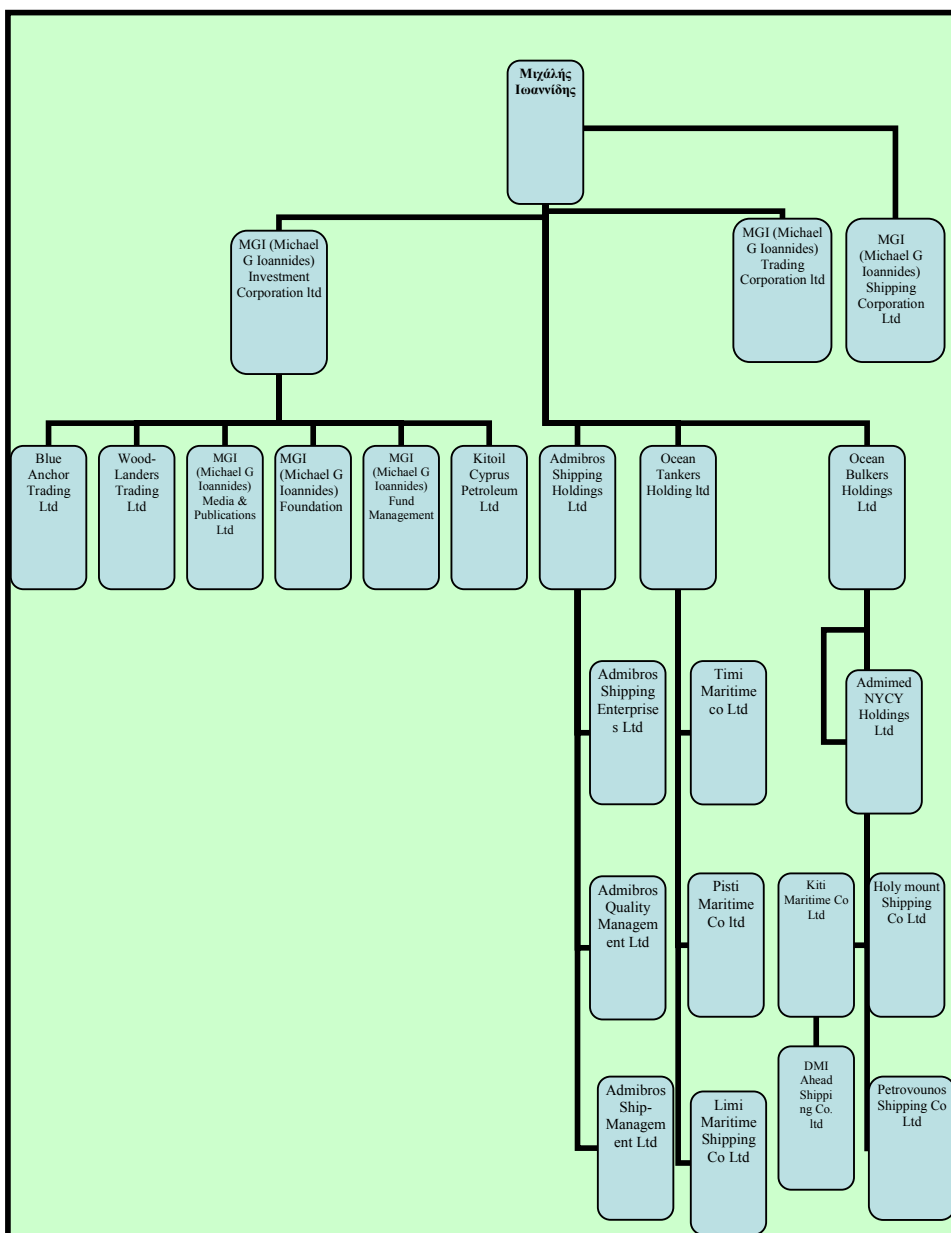 Μιχάλής
Ιωαννίδης
MGI (Michael
G Ioannides)
Investment
Corporation ltd
MGI (Michael
G Ioannides)
Trading
Corporation ltd
MGI
(Michael G
Ioannides)
Shipping
Corporation
Ltd
Blue
Anchor
Trading
Ltd
Wood-
Landers
Trading
Ltd
MGI
(Michael G
Ioannides)
Media &
Publications
Ltd
MGI
(Michael G
Ioannides)
Foundation
MGI
(Michael G
Ioannides)
Fund
Management
Kitoil
Cyprus
Petroleum
Ltd
Admibros
Shipping
Holdings
Ltd
Ocean
Tankers
Holding ltd
Ocean
Bulkers
Holdings
Ltd
Admibros
Shipping
Enterprise
s Ltd
Timi
Maritime
co Ltd
Admimed
NYCY
Holdings
Ltd
Admibros
Quality
Managem
ent Ltd
Pisti
Maritime
Co ltd
Kiti
Maritime Co
Ltd
Holy mount
Shipping
Co Ltd
Admibros
Ship-
Managem
ent Ltd
Limi
Maritime
Shipping
Co Ltd
DMI
Ahead
Shippi
ng Co.
ltd
Petrovounos
Shipping Co
Ltd